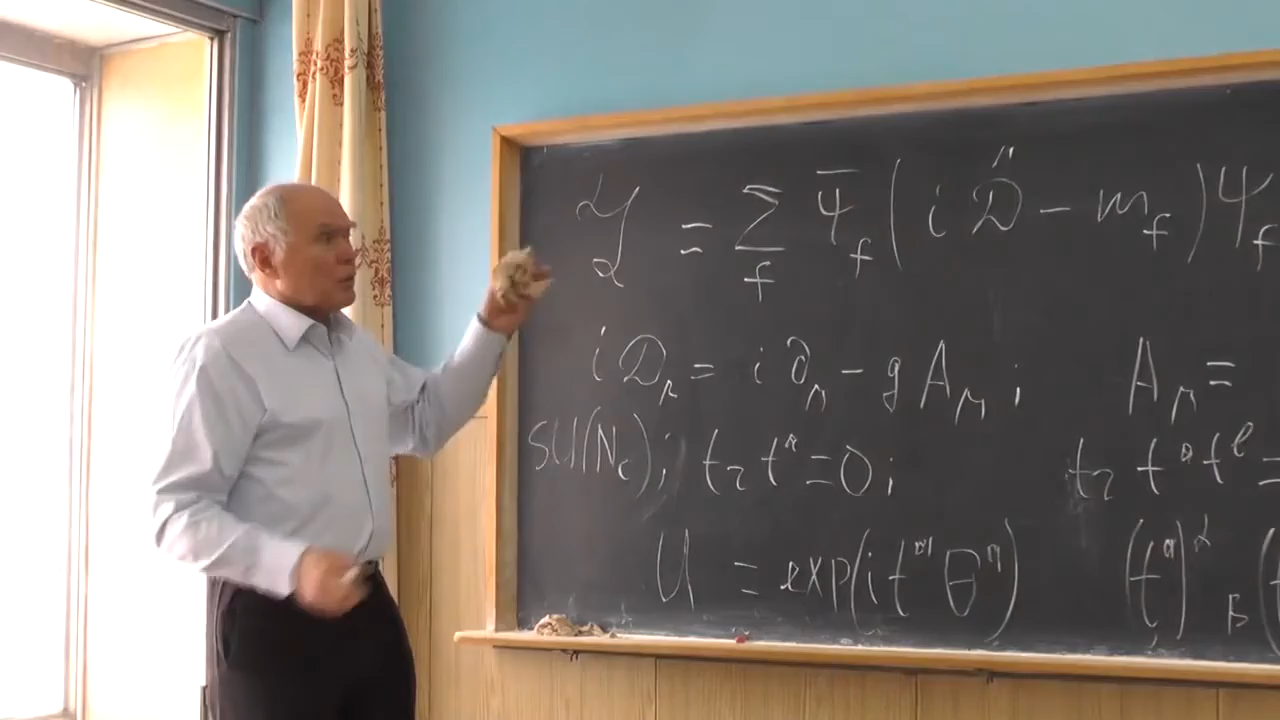 ℒ = Σ_f ψ̄_f ( i D̂ − m_f ) ψ_f
i D_μ = i ∂_μ − g A_μ ; A_μ =
SU(N_c) ; tr t^a = 0 ; tr t^a t^b =
U = exp( i t^a θ^a ) (t^a)^α_β (t